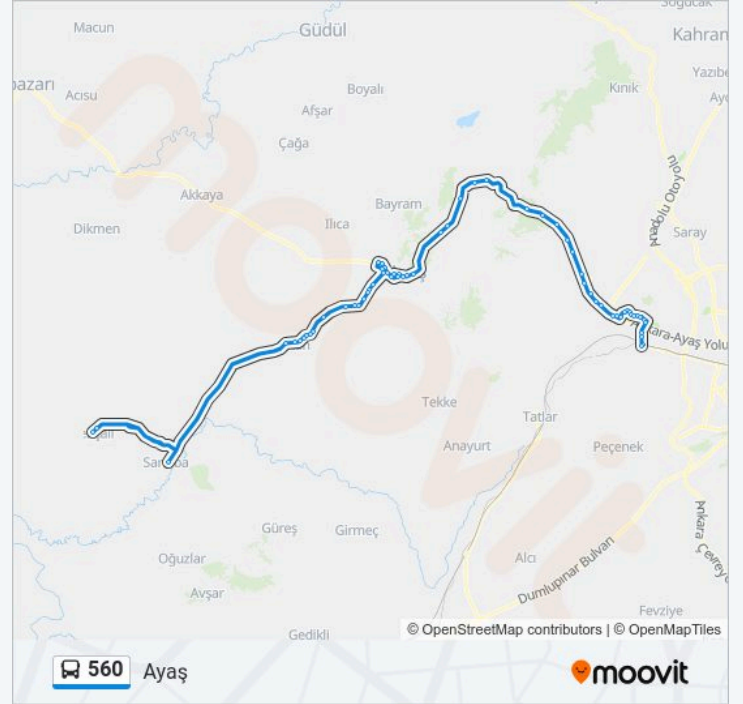 Soğucak
Macun
Güdül
Kahran
pazarı
Boyalı
Kınık
Yazıbe
Acısu
Afşar
Çağa
Akkaya
Bayram
Anadolu Otoyolu
Dikmen
Ilıca
Saray
Ankara-Ayaş Yolu
Tekke
Tatlar
Anayurt
Peçenek
Güreş
Girmeç
Ankara Çevreyo
Oğuzlar
Alcı
Avşar
Dumlupınar Bulvarı
Fevziye
Gedikli
© OpenStreetMap contributors | © OpenMapTiles
560 Ayaş
moovit